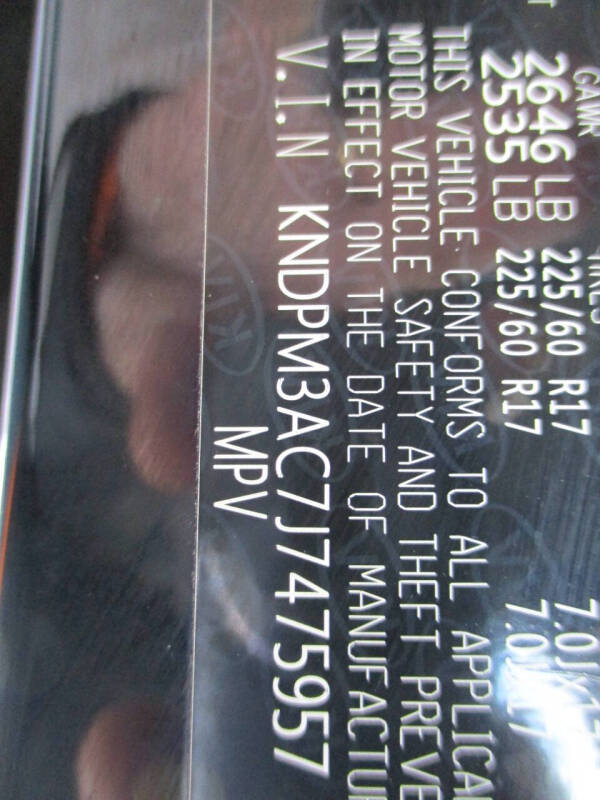 GAWR
2646 LB 225/60 R17
2535 LB 225/60 R17
THIS VEHICLE CONFORMS TO ALL
MOTOR VEHICLE SAFETY AND THEFT
IN EFFECT ON THE DATE OF
V.I.N KNDPM3AC7J7475957
MPV
KIA